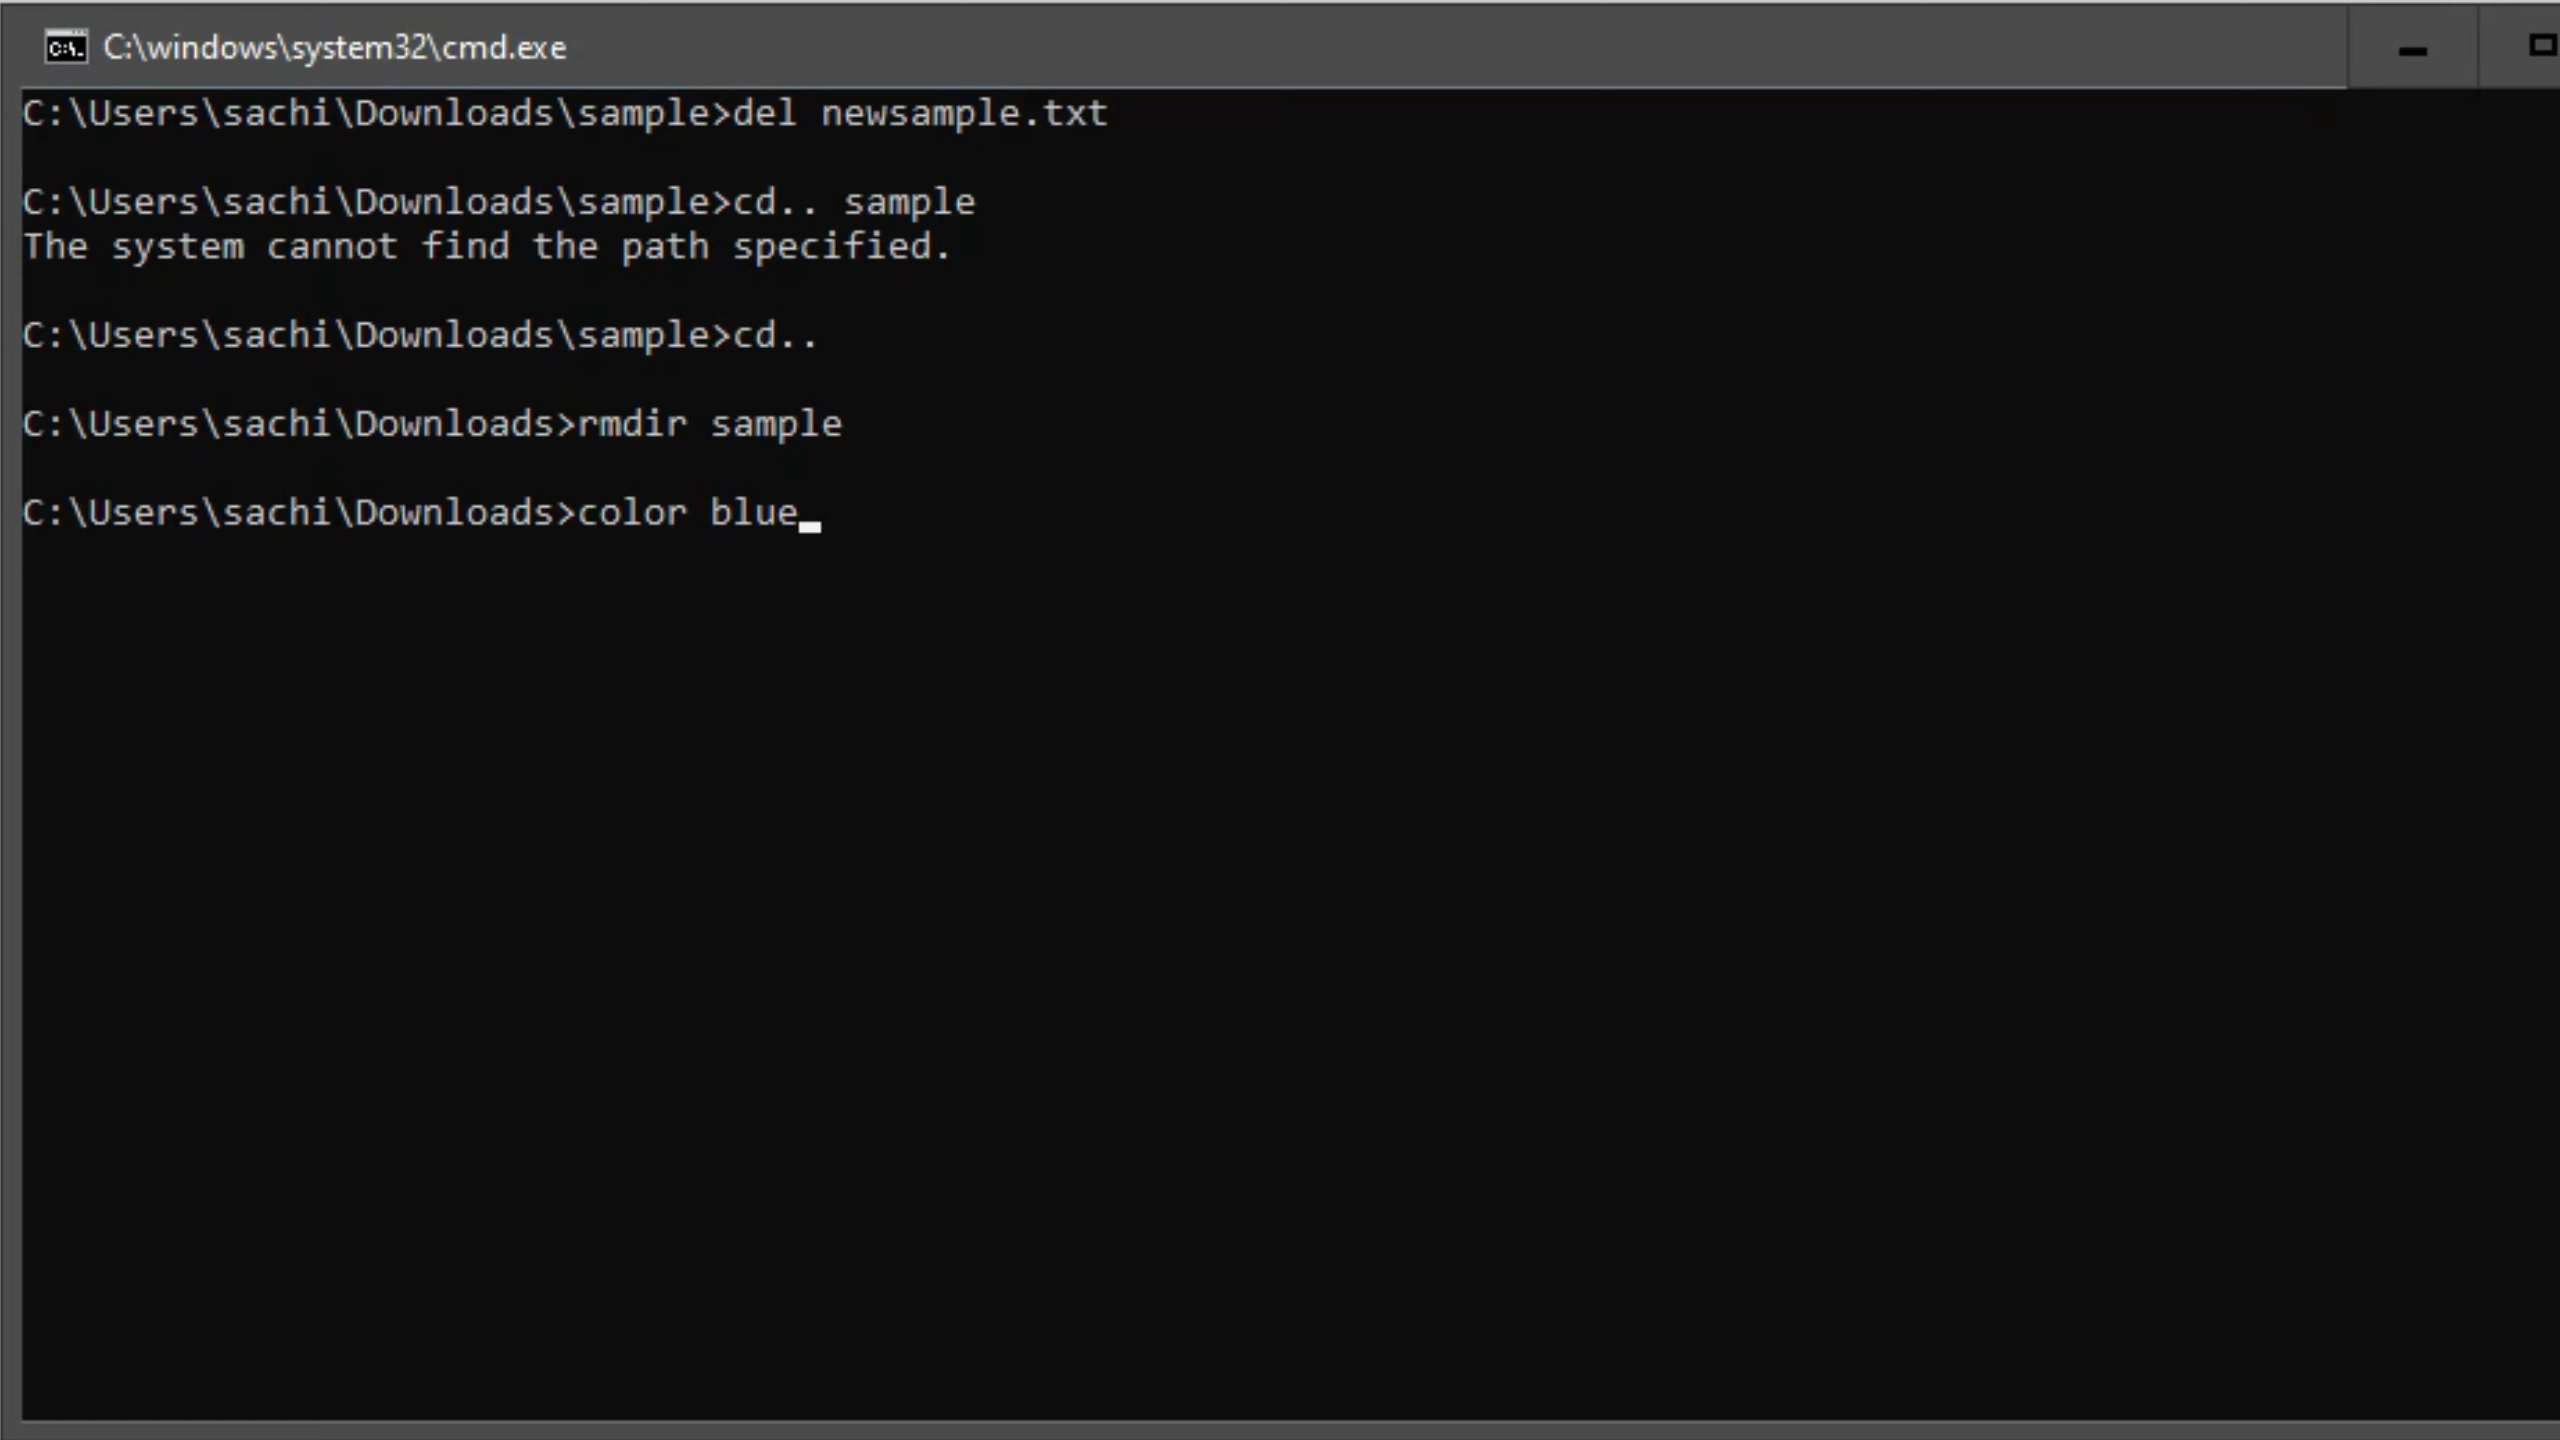 C:\windows\system32\cmd.exe
C:\Users\sachi\Downloads\sample>del newsample.txt
C:\Users\sachi\Downloads\sample>cd.. sample
The system cannot find the path specified.
C:\Users\sachi\Downloads\sample>cd..
C:\Users\sachi\Downloads>rmdir sample
C:\Users\sachi\Downloads>color blue